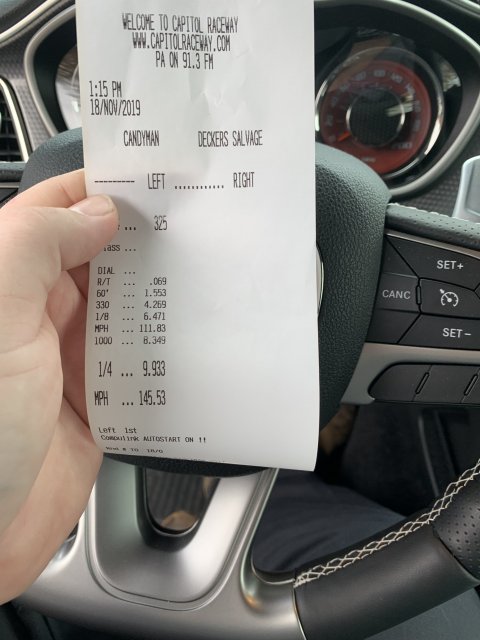 WELCOME TO CAPITOL RACEWAY
WWW.CAPITOLRACEWAY.COM
PA ON 91.3 FM
1:15 PM
18/NOV/2019
CANDYMAN DECKERS SALVAGE
--------- LEFT ............ RIGHT
... 325
...
DIAL ...
R/T ... .069
60' ... 1.553
330 ... 4.269
1/8 ... 6.471
MPH ... 111.83
1000 ... 8.349
1/4 ... 9.933
MPH ... 145.53
Left 1st
Compulink AUTOSTART ON !!
SET+
CANC
SET-